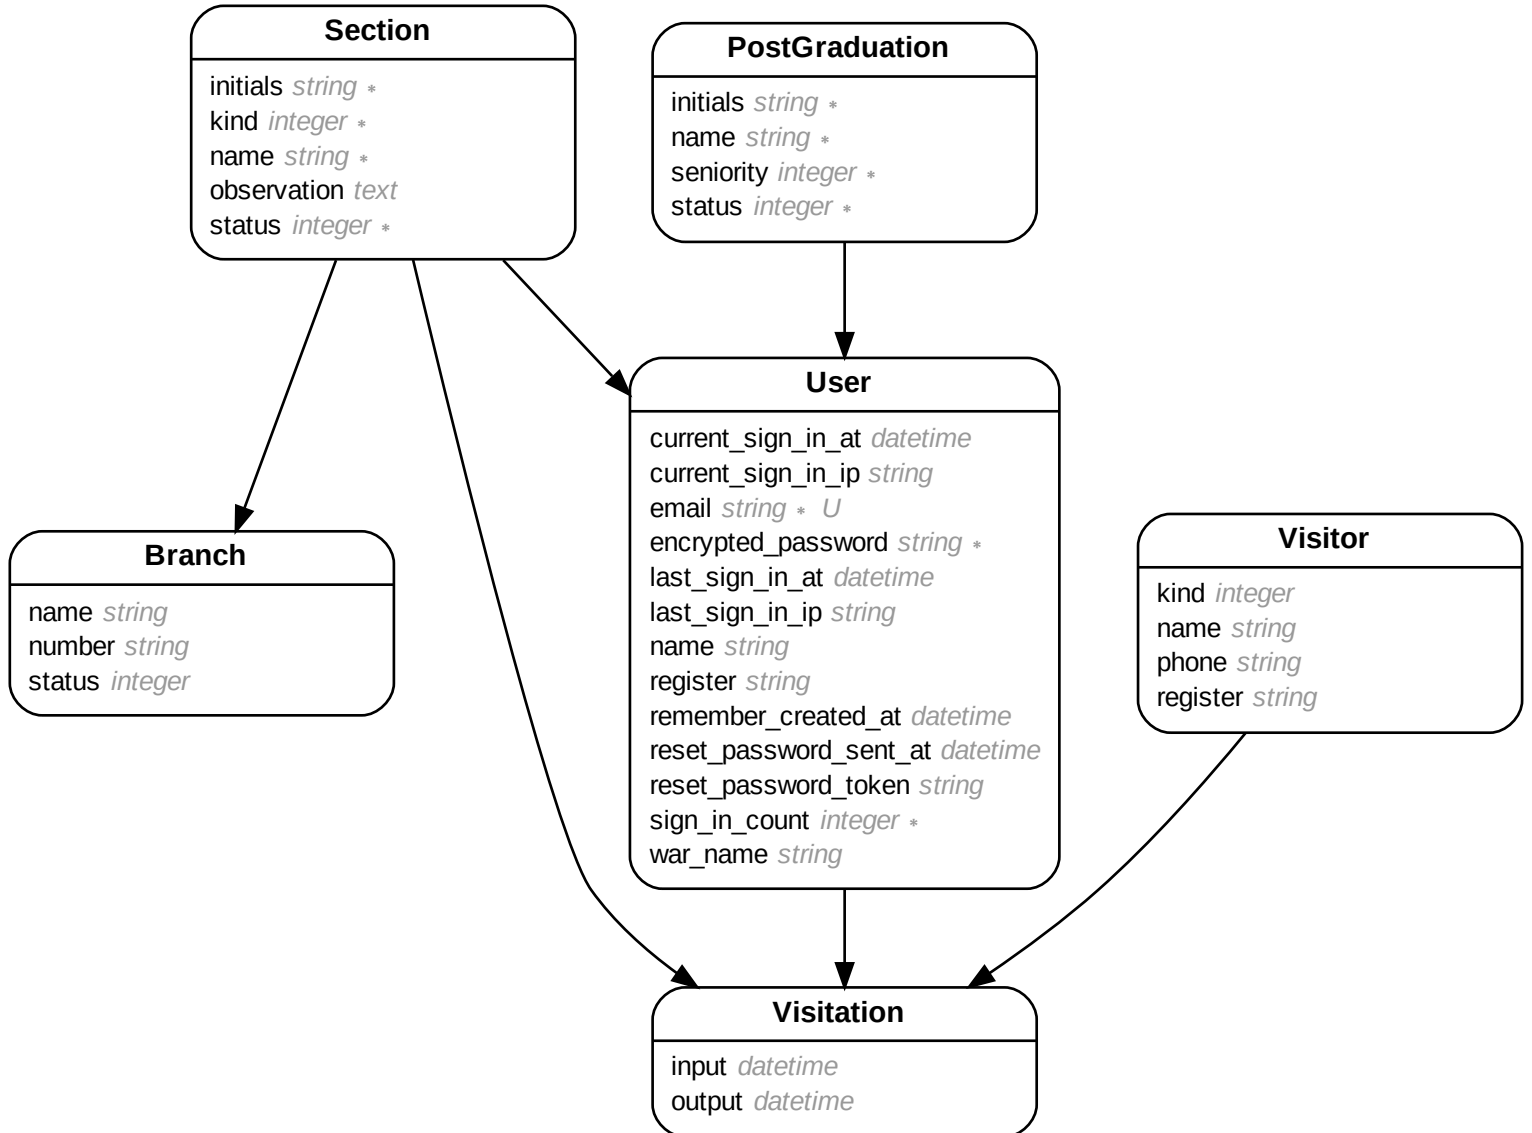 Section
initials string *
kind integer *
name string *
observation text
status integer *
PostGraduation
initials string *
name string *
seniority integer *
status integer *
User
current_sign_in_at datetime
current_sign_in_ip string
email string * U
encrypted_password string *
last_sign_in_at datetime
last_sign_in_ip string
name string
register string
remember_created_at datetime
reset_password_sent_at datetime
reset_password_token string
sign_in_count integer *
war_name string
Branch
name string
number string
status integer
Visitor
kind integer
name string
phone string
register string
Visitation
input datetime
output datetime